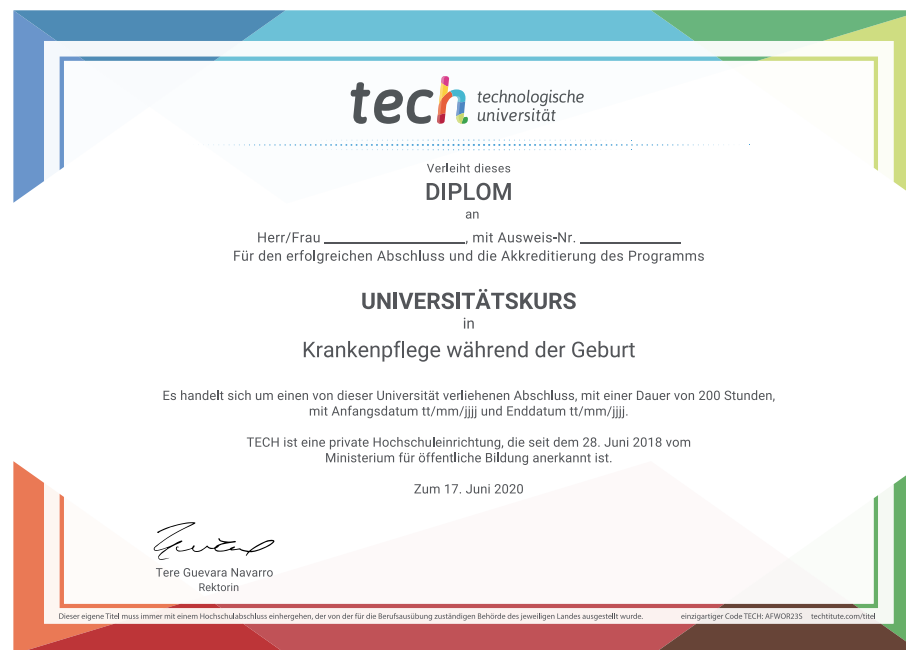 tech technologische
universität
Verleiht dieses
DIPLOM
an
Herr/Frau ____________________, mit Ausweis-Nr. ______________
Für den erfolgreichen Abschluss und die Akkreditierung des Programms
UNIVERSITÄTSKURS
in
Krankenpflege während der Geburt
Es handelt sich um einen von dieser Universität verliehenen Abschluss, mit einer Dauer von 200 Stunden,
mit Anfangsdatum tt/mm/jjjj und Enddatum tt/mm/jjjj.
TECH ist eine private Hochschuleinrichtung, die seit dem 28. Juni 2018 vom
Ministerium für öffentliche Bildung anerkannt ist.
Zum 17. Juni 2020
Tere Guevara Navarro
Rektorin
Dieser eigene Titel muss immer mit einem Hochschulabschluss einhergehen, der von der für die Berufsausübung zuständigen Behörde des jeweiligen Landes ausgestellt wurde. einzigartiger Code TECH: AFWOR23S techtitute.com/titel